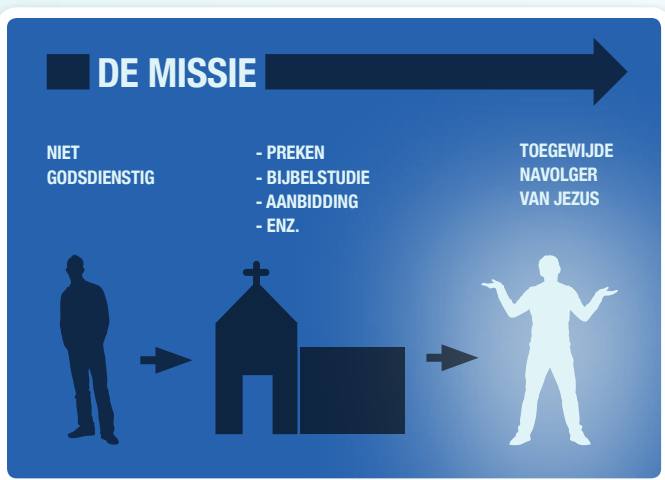 DE MISSIE
NIET
GODSDIENSTIG
- PREKEN
- BIJBELSTUDIE
- AANBIDDING
- ENZ.
TOEGEWIJDE
NAVOLGER
VAN JEZUS